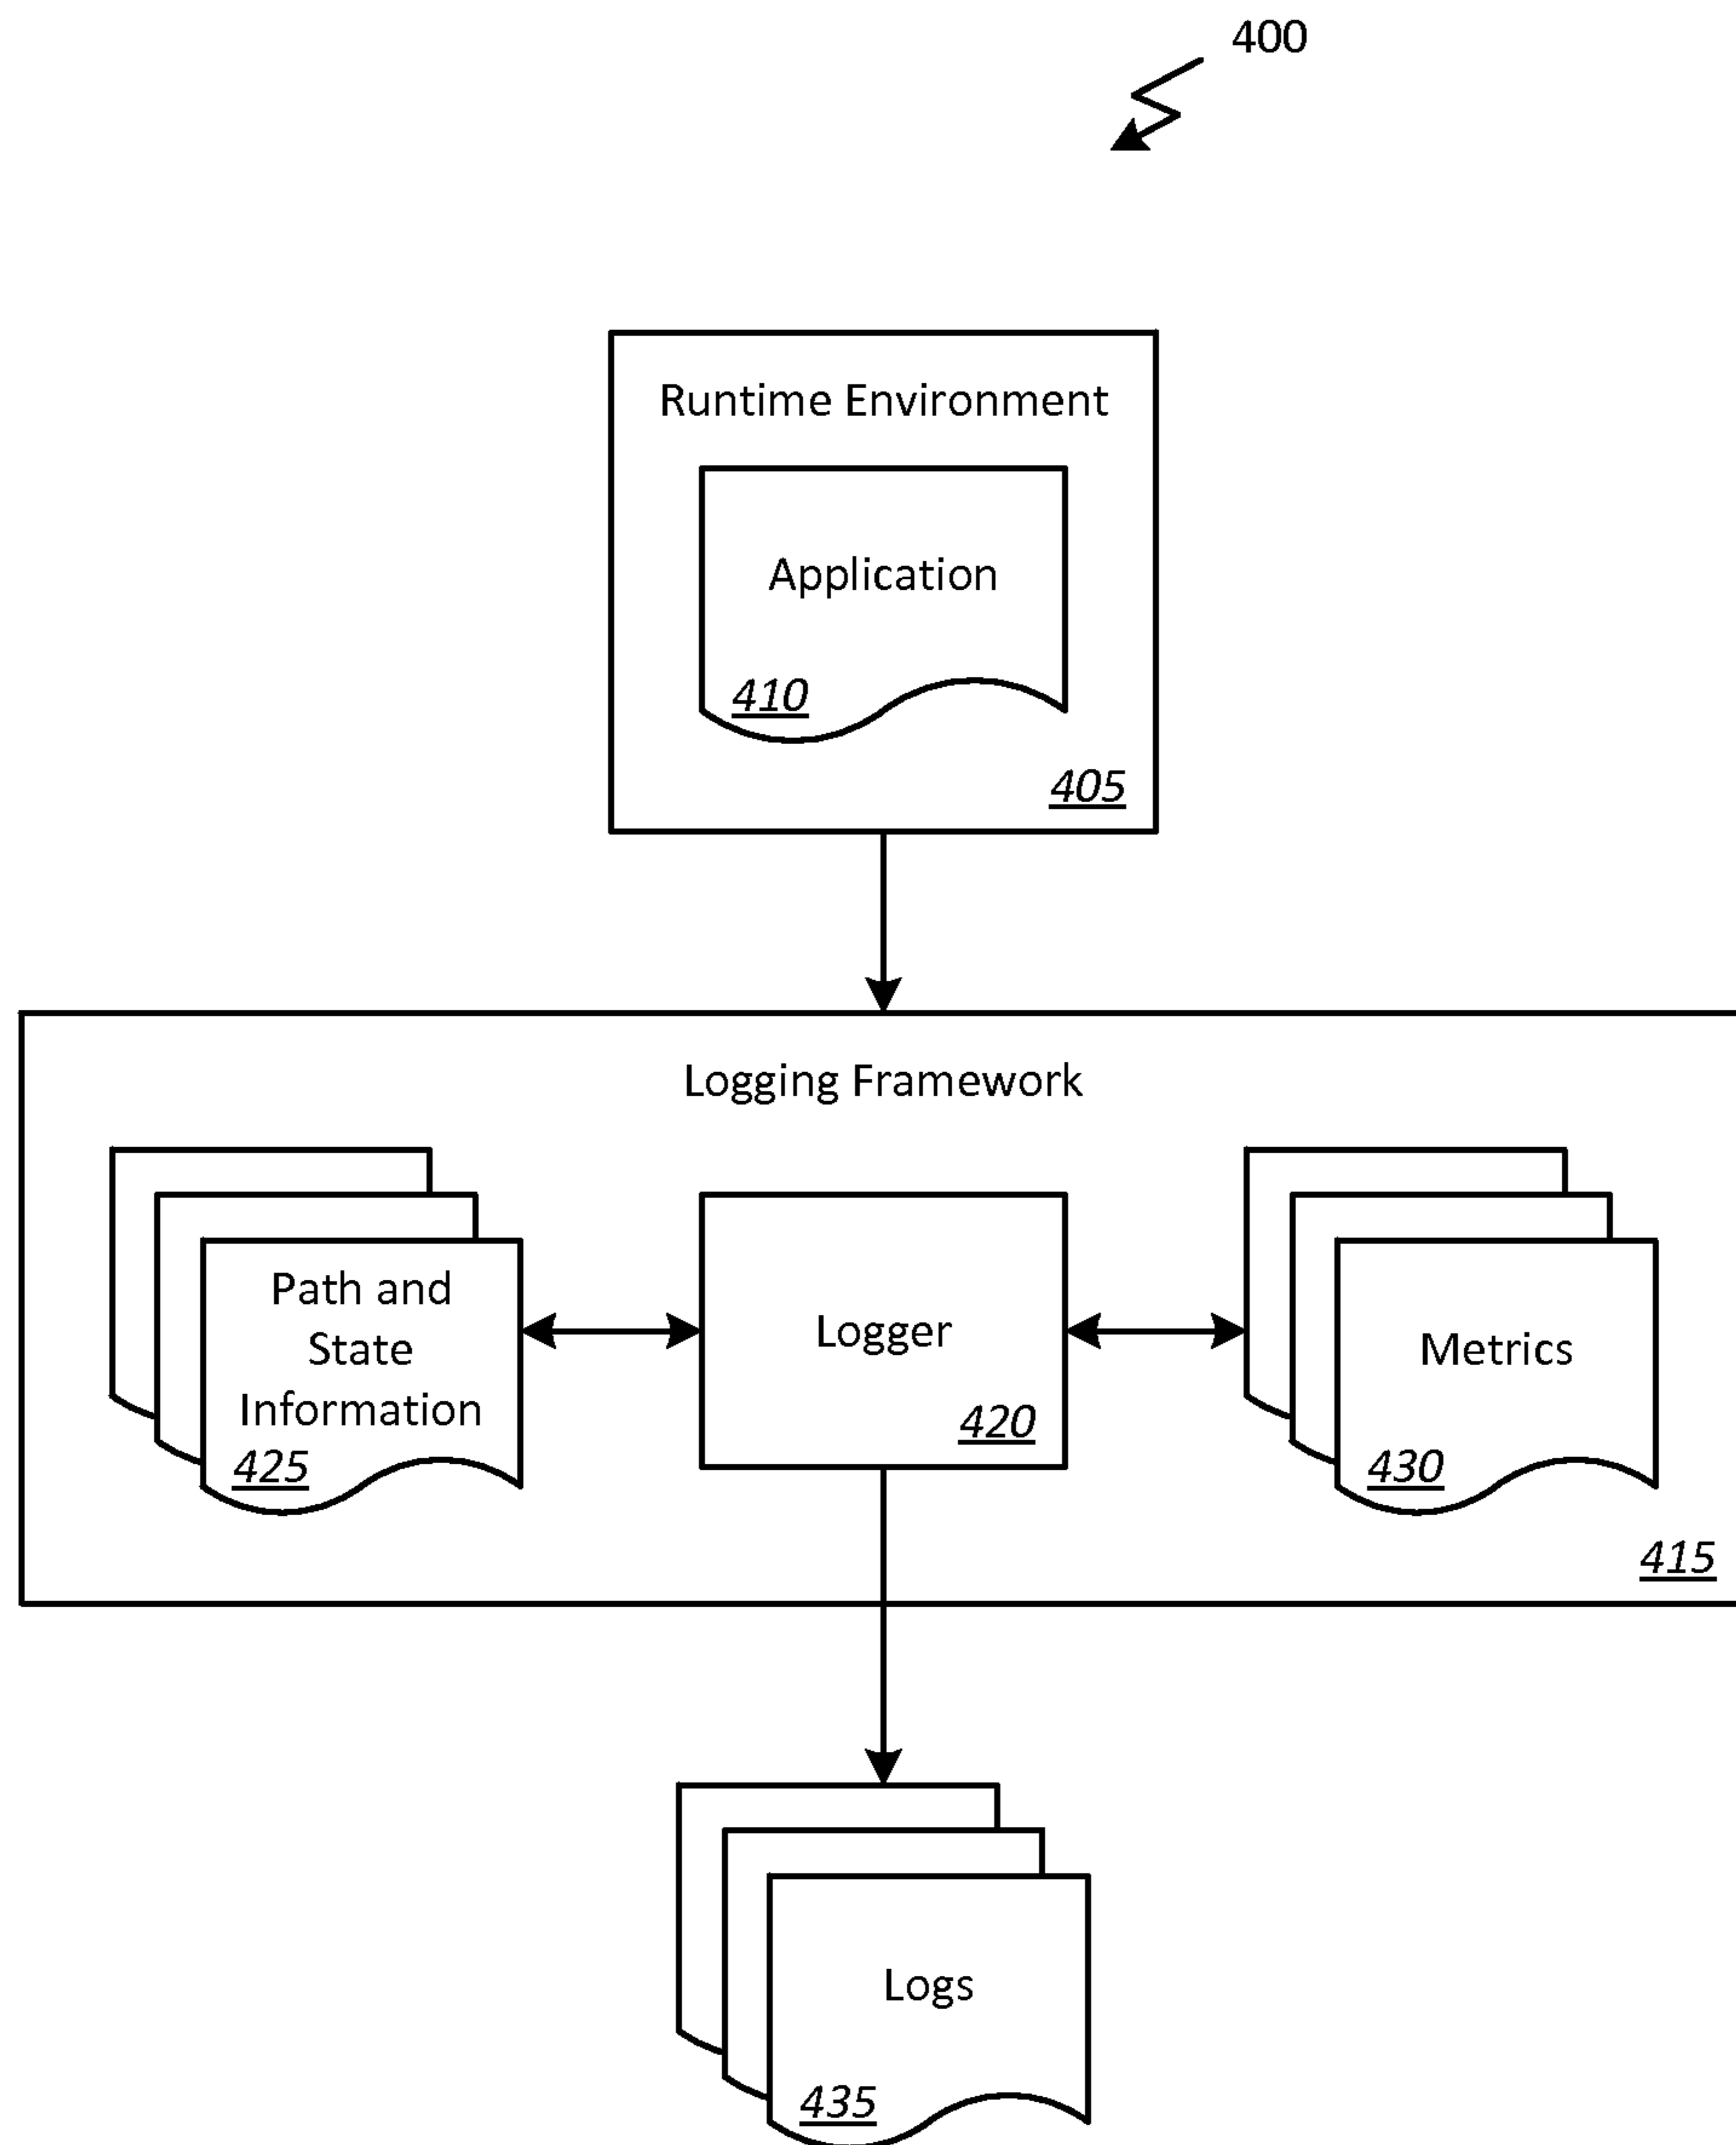 400
Runtime Environment
Application
410
405
Logging Framework
Path and
State
Information
425
Logger
420
Metrics
430
415
Logs
435